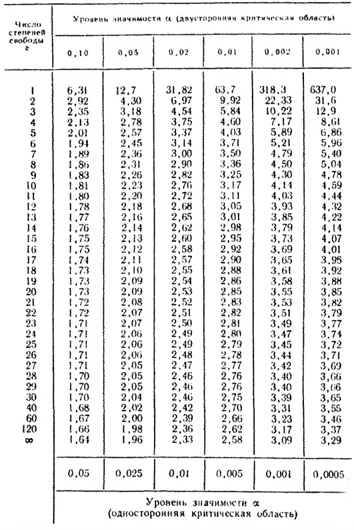 Число степеней свободы k
Уровень значимости α (двусторонняя критическая область)
0,10 0,05 0,02 0,01 0,002 0,001
1 6,31 12,7 31,82 63,7 318,3 637,0
2 2,92 4,30 6,97 9,92 22,33 31,6
3 2,35 3,18 4,54 5,84 10,22 12,9
4 2,13 2,78 3,75 4,60 7,17 8,61
5 2,01 2,57 3,37 4,03 5,89 6,86
6 1,94 2,45 3,14 3,71 5,21 5,96
7 1,89 2,36 3,00 3,50 4,79 5,40
8 1,86 2,31 2,90 3,36 4,50 5,04
9 1,83 2,26 2,82 3,25 4,30 4,78
10 1,81 2,23 2,76 3,17 4,14 4,59
11 1,80 2,20 2,72 3,11 4,03 4,44
12 1,78 2,18 2,68 3,05 3,93 4,32
13 1,77 2,16 2,65 3,01 3,85 4,22
14 1,76 2,14 2,62 2,98 3,79 4,14
15 1,75 2,13 2,60 2,95 3,73 4,07
16 1,75 2,12 2,58 2,92 3,69 4,01
17 1,74 2,11 2,57 2,90 3,65 3,95
18 1,73 2,10 2,55 2,88 3,61 3,92
19 1,73 2,09 2,54 2,86 3,58 3,88
20 1,73 2,09 2,53 2,85 3,55 3,85
21 1,72 2,08 2,52 2,83 3,53 3,82
22 1,72 2,07 2,51 2,82 3,51 3,79
23 1,71 2,07 2,50 2,81 3,49 3,77
24 1,71 2,06 2,49 2,80 3,47 3,74
25 1,71 2,06 2,49 2,79 3,45 3,72
26 1,71 2,06 2,48 2,78 3,44 3,71
27 1,71 2,05 2,47 2,77 3,42 3,69
28 1,70 2,05 2,46 2,76 3,40 3,66
29 1,70 2,05 2,46 2,76 3,40 3,66
30 1,70 2,04 2,46 2,75 3,39 3,65
40 1,68 2,02 2,42 2,70 3,31 3,55
60 1,67 2,00 2,39 2,66 3,23 3,46
120 1,66 1,98 2,36 2,62 3,17 3,37
∞ 1,64 1,96 2,33 2,58 3,09 3,29
0,05 0,025 0,01 0,005 0,001 0,0005
Уровень значимости α
(односторонняя критическая область)